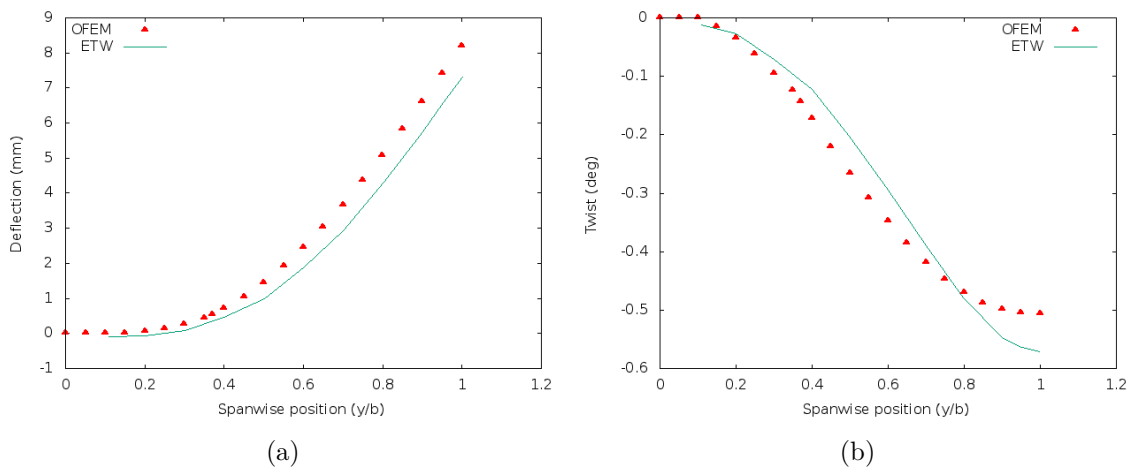 9
8
7
6
5
4
3
2
1
0
-1
Deflection (mm)
OFEM
ETW
0 0.2 0.4 0.6 0.8 1 1.2
Spanwise position (y/b)
(a)
0
-0.1
-0.2
-0.3
-0.4
-0.5
-0.6
Twist (deg)
OFEM
ETW
0 0.2 0.4 0.6 0.8 1 1.2
Spanwise position (y/b)
(b)